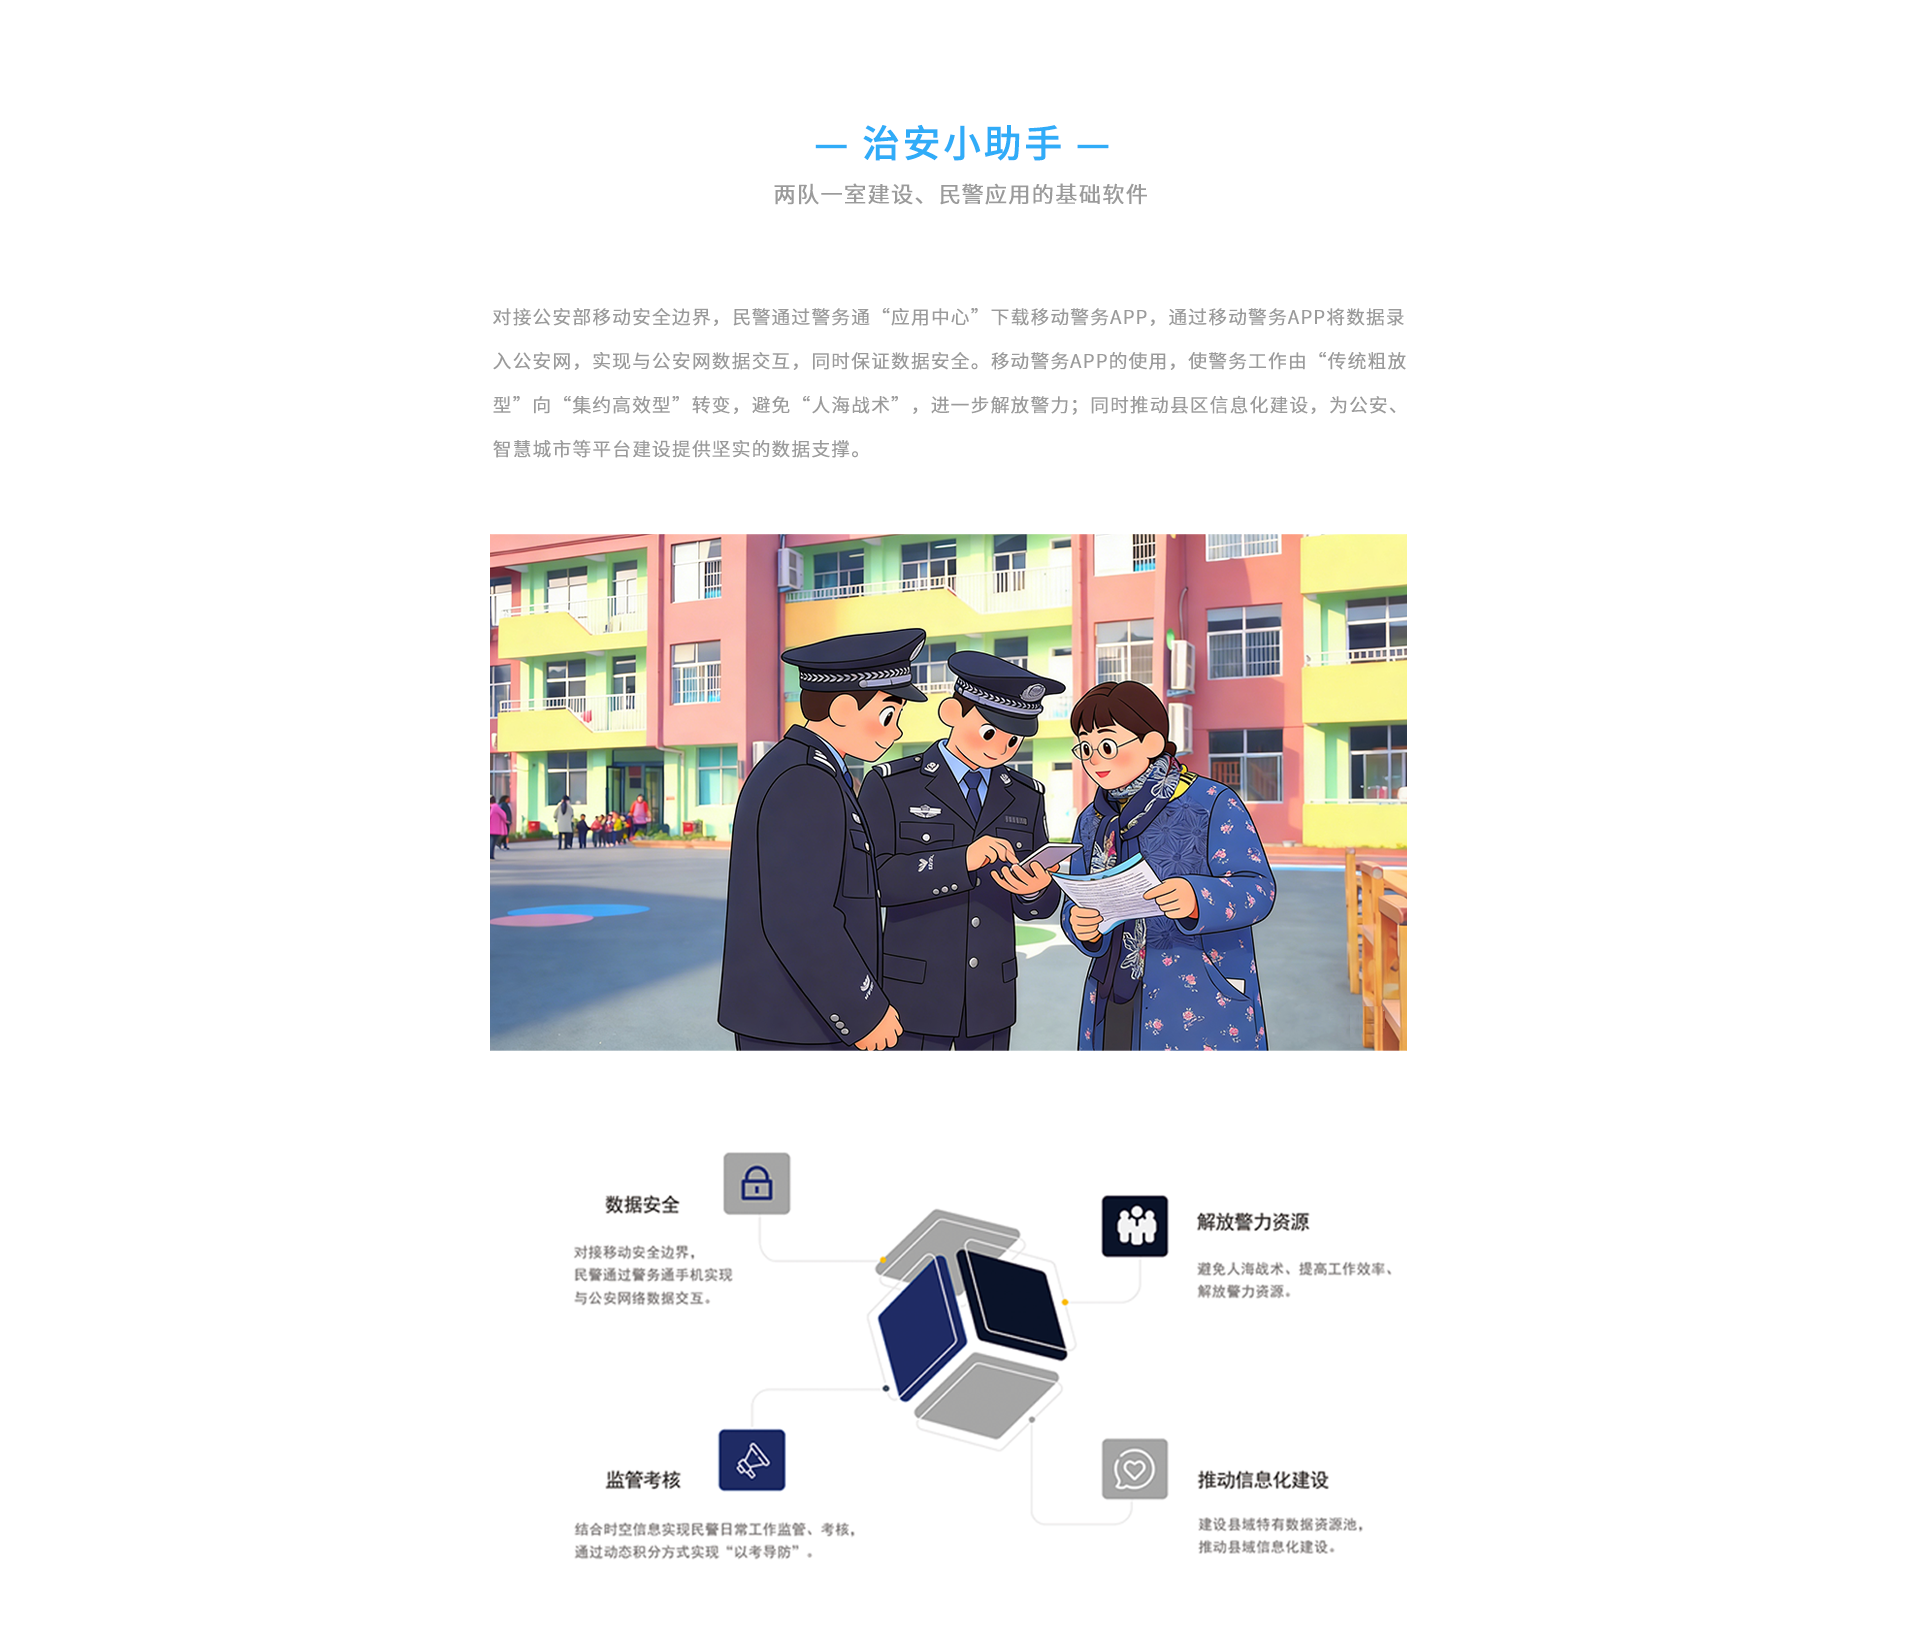 — 治安小助手 —
两队一室建设、民警应用的基础软件
对接公安部移动安全边界，民警通过警务通“应用中心”下载移动警务APP，通过移动警务APP将数据录
入公安网，实现与公安网数据交互，同时保证数据安全。移动警务APP的使用，使警务工作由“传统粗放
型”向“集约高效型”转变，避免“人海战术”，进一步解放警力；同时推动县区信息化建设，为公安、
智慧城市等平台建设提供坚实的数据支撑。
数据安全
对接移动安全边界，
民警通过警务通手机实现
与公安网络数据交互。
解放警力资源
避免人海战术、提高工作效率、
解放警力资源。
监管考核
结合时空信息实现民警日常工作监管、考核，
通过动态积分方式实现“以考导防”。
推动信息化建设
建设县域特有数据资源池，
推动县域信息化建设。